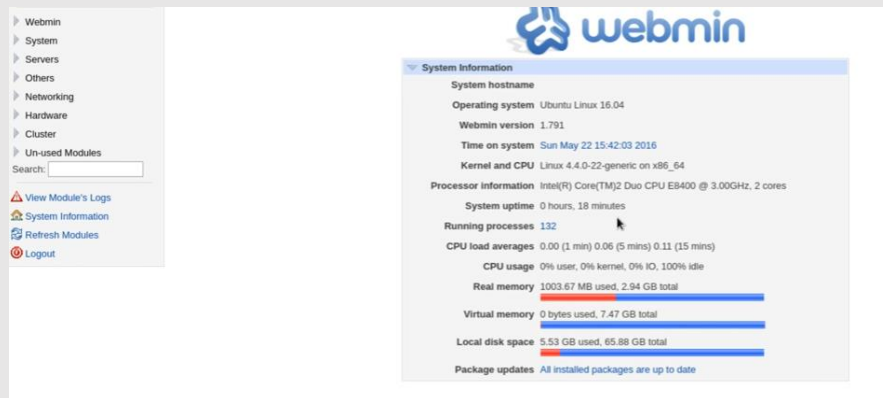 Webmin
System
Servers
Others
Networking
Hardware
Cluster
Un-used Modules
Search:
View Module's Logs
System Information
Refresh Modules
Logout
webmin
System Information
System hostname
Operating system Ubuntu Linux 16.04
Webmin version 1.791
Time on system Sun May 22 15:42:03 2016
Kernel and CPU Linux 4.4.0-22-generic on x86_64
Processor information Intel(R) Core(TM)2 Duo CPU E8400 @ 3.00GHz, 2 cores
System uptime 0 hours, 18 minutes
Running processes 132
CPU load averages 0.00 (1 min) 0.06 (5 mins) 0.11 (15 mins)
CPU usage 0% user, 0% kernel, 0% IO, 100% idle
Real memory 1003.67 MB used, 2.94 GB total
Virtual memory 0 bytes used, 7.47 GB total
Local disk space 5.53 GB used, 65.88 GB total
Package updates All installed packages are up to date